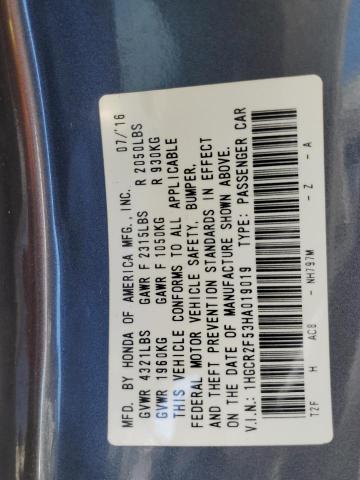 MFD. BY HONDA OF AMERICA MFG., INC. 07/'16
GVWR 4321LBS GAWR F 2315LBS R 2050LBS
GVWR 1960KG GAWR F 1050KG R 930KG
THIS VEHICLE CONFORMS TO ALL APPLICABLE
FEDERAL MOTOR VEHICLE SAFETY, BUMPER,
AND THEFT PREVENTION STANDARDS IN EFFECT
ON THE DATE OF MANUFACTURE SHOWN ABOVE.
V.I.N.: 1HGCR2F53HA019019 TYPE: PASSENGER CAR
T2F H AC8 - NH797M - Z - A